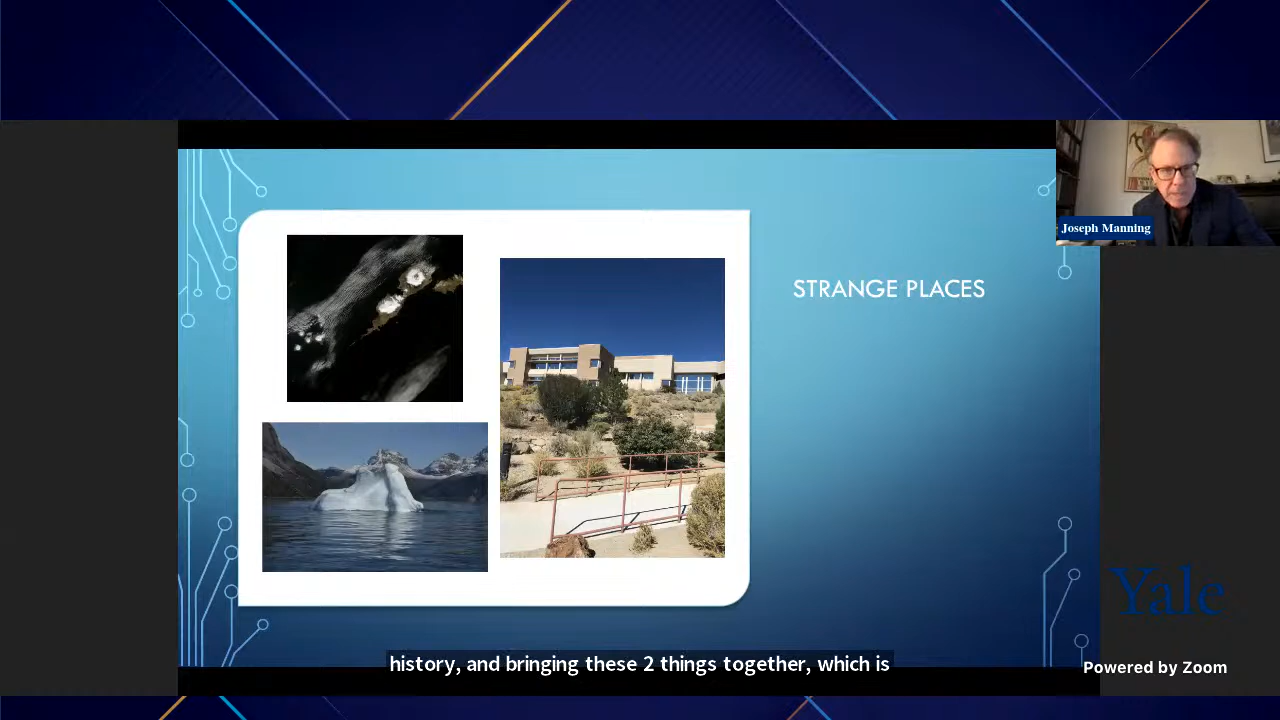 STRANGE PLACES
Joseph Manning
Yale
history, and bringing these 2 things together, which is
Powered by Zoom